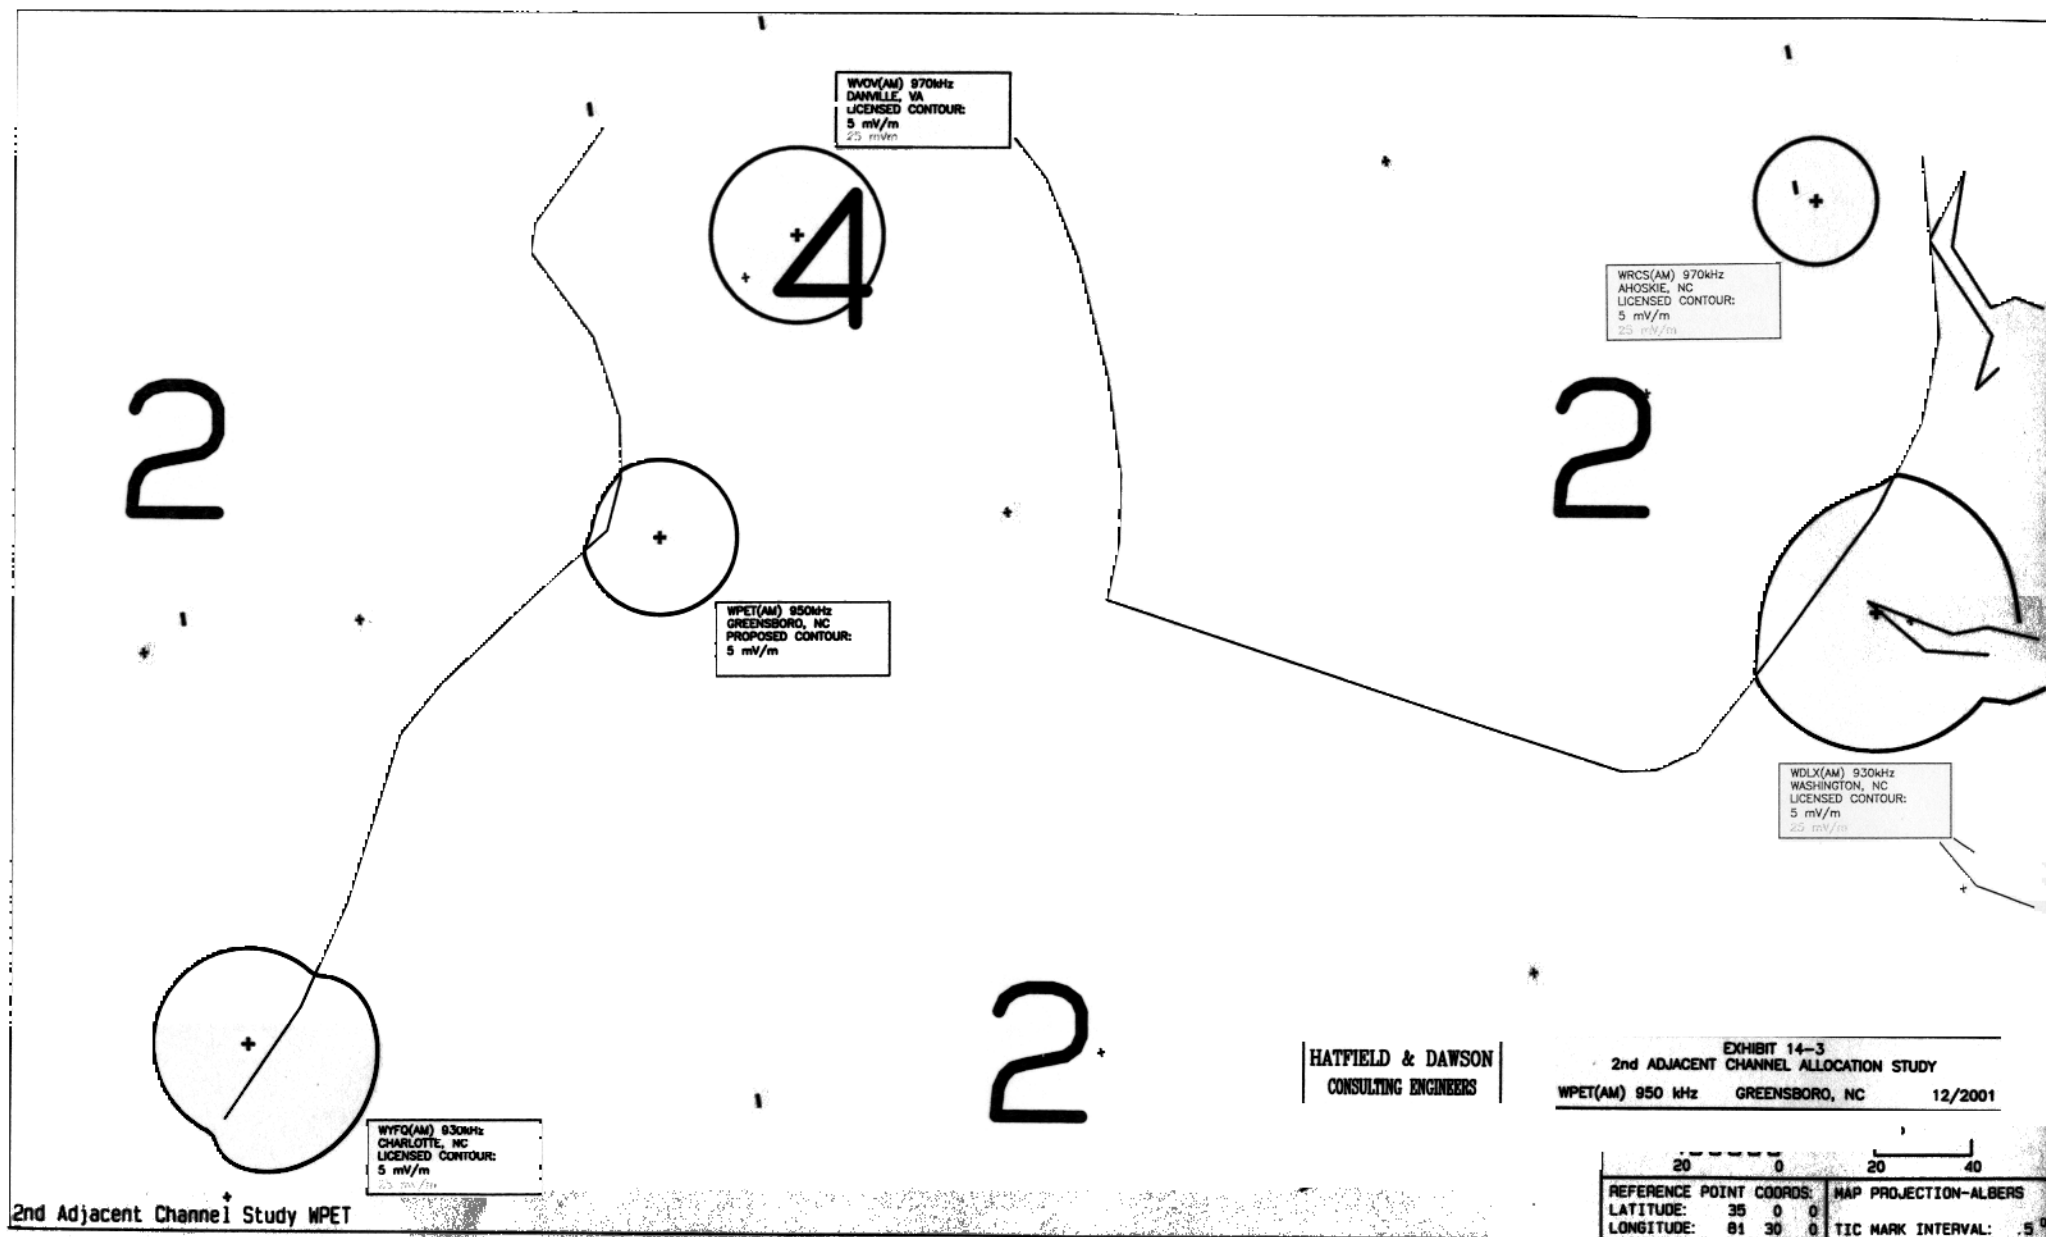 WVOV(AM) 970kHz
DANVILLE, VA
LICENSED CONTOUR:
5 mV/m
25 mVm
4
WRCS(AM) 970kHz
AHOSKIE, NC
LICENSED CONTOUR:
5 mV/m
25 mV/m
2
2
WPET(AM) 950kHz
GREENSBORO, NC
PROPOSED CONTOUR:
5 mV/m
WDLX(AM) 930kHz
WASHINGTON, NC
LICENSED CONTOUR:
5 mV/m
25 mV/m
2
WYFQ(AM) 930kHz
CHARLOTTE, NC
LICENSED CONTOUR:
5 mV/m
25 mV/m
2nd Adjacent Channel Study WPET
HATFIELD & DAWSON
CONSULTING ENGINEERS
EXHIBIT 14-3
2nd ADJACENT CHANNEL ALLOCATION STUDY
WPET(AM) 950 kHz GREENSBORO, NC 12/2001
20 0 20 40
REFERENCE POINT COORDS: MAP PROJECTION-ALBERS
LATITUDE: 35 0 0
LONGITUDE: 81 30 0 TIC MARK INTERVAL: .5°